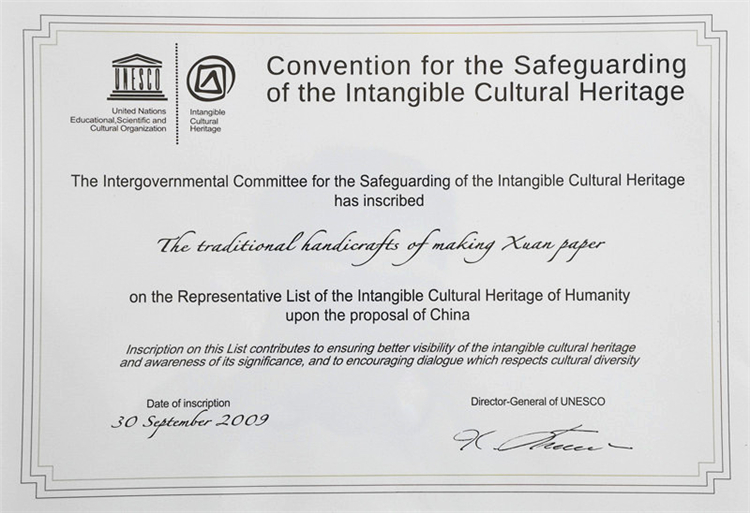 UNESCO
United Nations
Educational,Scientific and
Cultural Organization
Intangible
Cultural
Heritage
Convention for the Safeguarding
of the Intangible Cultural Heritage
The Intergovernmental Committee for the Safeguarding of the Intangible Cultural Heritage
has inscribed
The traditional handicrafts of making Xuan paper
on the Representative List of the Intangible Cultural Heritage of Humanity
upon the proposal of China
Inscription on this List contributes to ensuring better visibility of the intangible cultural heritage
and awareness of its significance, and to encouraging dialogue which respects cultural diversity
Date of inscription
30 September 2009
Director-General of UNESCO